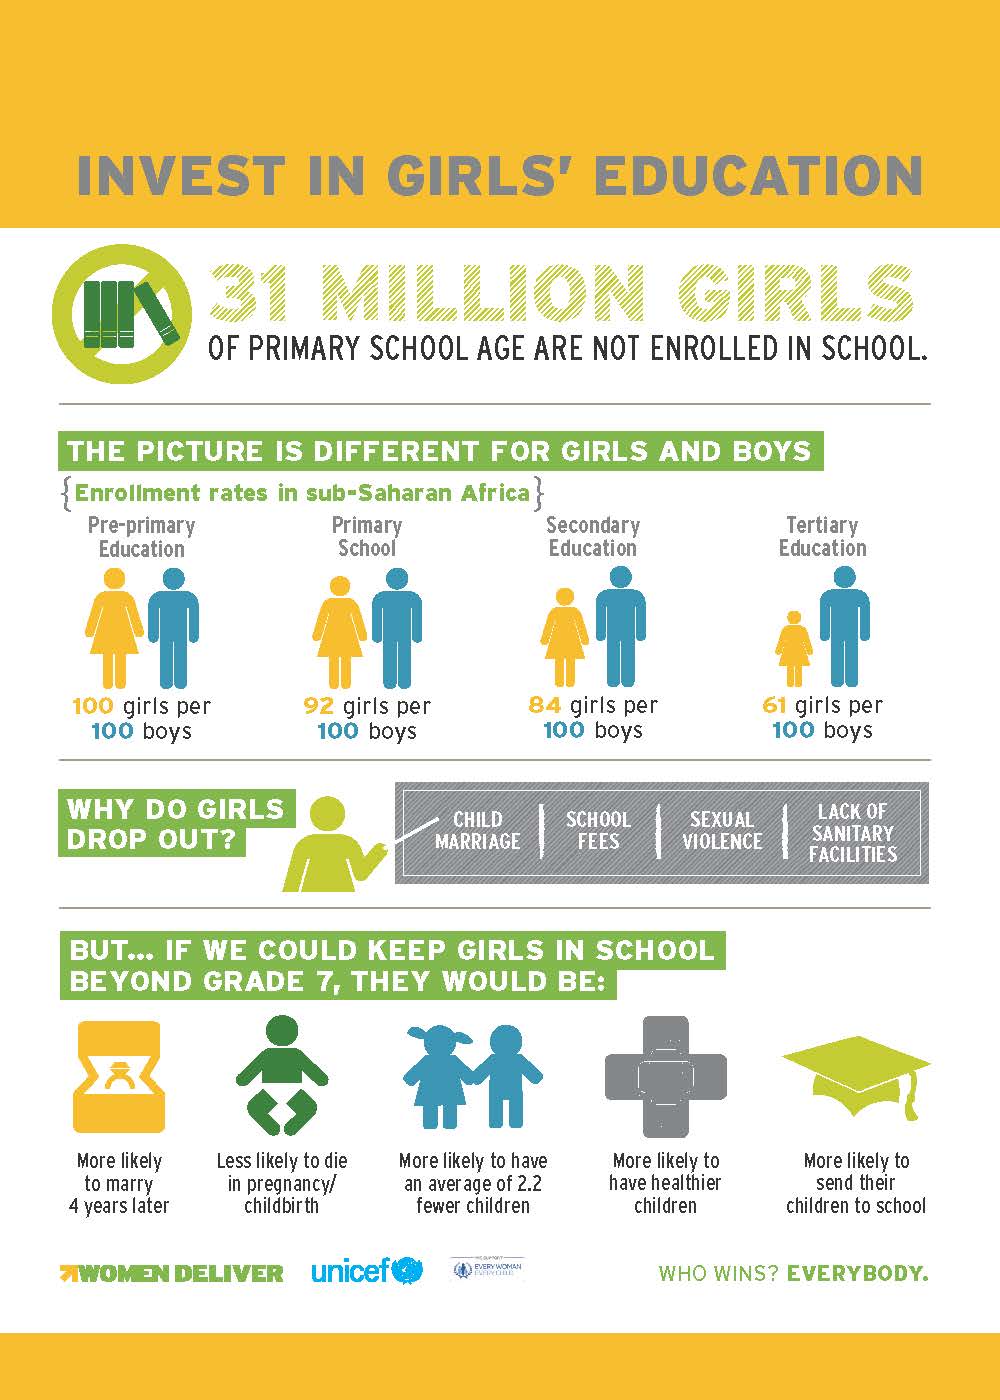 INVEST IN GIRLS' EDUCATION
31 MILLION GIRLS
OF PRIMARY SCHOOL AGE ARE NOT ENROLLED IN SCHOOL.
THE PICTURE IS DIFFERENT FOR GIRLS AND BOYS
{Enrollment rates in sub-Saharan Africa}
Pre-primary
Education
100 girls per
100 boys
Primary
School
92 girls per
100 boys
Secondary
Education
84 girls per
100 boys
Tertiary
Education
61 girls per
100 boys
WHY DO GIRLS
DROP OUT?
CHILD
MARRIAGE
SCHOOL
FEES
SEXUAL
VIOLENCE
LACK OF
SANITARY
FACILITIES
BUT... IF WE COULD KEEP GIRLS IN SCHOOL
BEYOND GRADE 7, THEY WOULD BE:
More likely
to marry
4 years later
Less likely to die
in pregnancy/
childbirth
More likely to have
an average of 2.2
fewer children
More likely to
have healthier
children
More likely to
send their
children to school
WOMEN DELIVER
unicef
WE SUPPORT
EVERY WOMAN
EVERY CHILD
WHO WINS? EVERYBODY.